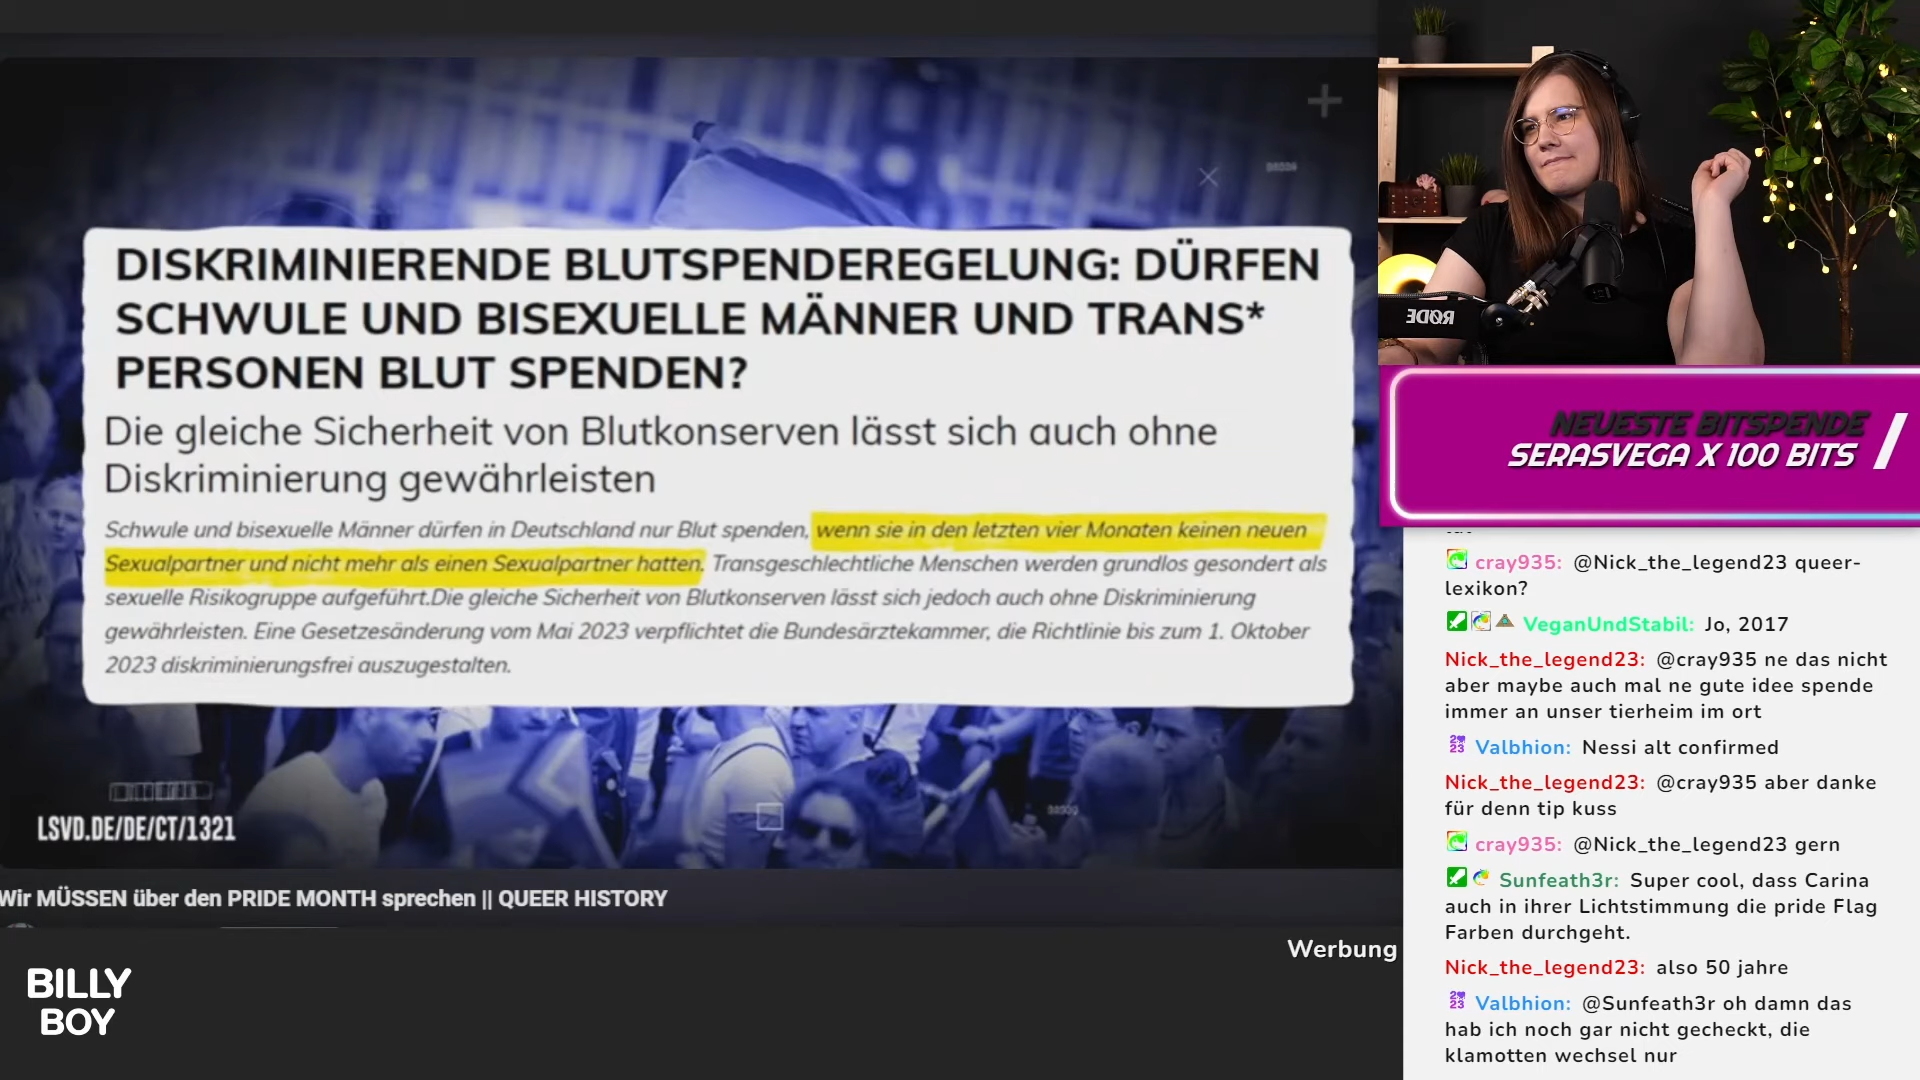 DISKRIMINIERENDE BLUTSPENDEREGELUNG: DÜRFEN
SCHWULE UND BISEXUELLE MÄNNER UND TRANS*
PERSONEN BLUT SPENDEN?
Die gleiche Sicherheit von Blutkonserven lässt sich auch ohne
Diskriminierung gewährleisten
Schwule und bisexuelle Männer dürfen in Deutschland nur Blut spenden, wenn sie in den letzten vier Monaten keinen neuen
Sexualpartner und nicht mehr als einen Sexualpartner hatten. Transgeschlechtliche Menschen werden grundlos gesondert als
sexuelle Risikogruppe aufgeführt.Die gleiche Sicherheit von Blutkonserven lässt sich jedoch auch ohne Diskriminierung
gewährleisten. Eine Gesetzesänderung vom Mai 2023 verpflichtet die Bundesärztekammer, die Richtlinie bis zum 1. Oktober
2023 diskriminierungsfrei auszugestalten.
LSVD.DE/DE/CT/1321
Wir MÜSSEN über den PRIDE MONTH sprechen || QUEER HISTORY
Werbung
BILLY
BOY
RØDE
NEUESTE BITSPENDE
SERASVEGA X 100 BITS
cray935: @Nick_the_legend23 queer-
lexikon?
VeganUndStabil: Jo, 2017
Nick_the_legend23: @cray935 ne das nicht
aber maybe auch mal ne gute idee spende
immer an unser tierheim im ort
Valbhion: Nessi alt confirmed
Nick_the_legend23: @cray935 aber danke
für denn tip kuss
cray935: @Nick_the_legend23 gern
Sunfeath3r: Super cool, dass Carina
auch in ihrer Lichtstimmung die pride Flag
Farben durchgeht.
Nick_the_legend23: also 50 jahre
Valbhion: @Sunfeath3r oh damn das
hab ich noch gar nicht gecheckt, die
klamotten wechsel nur